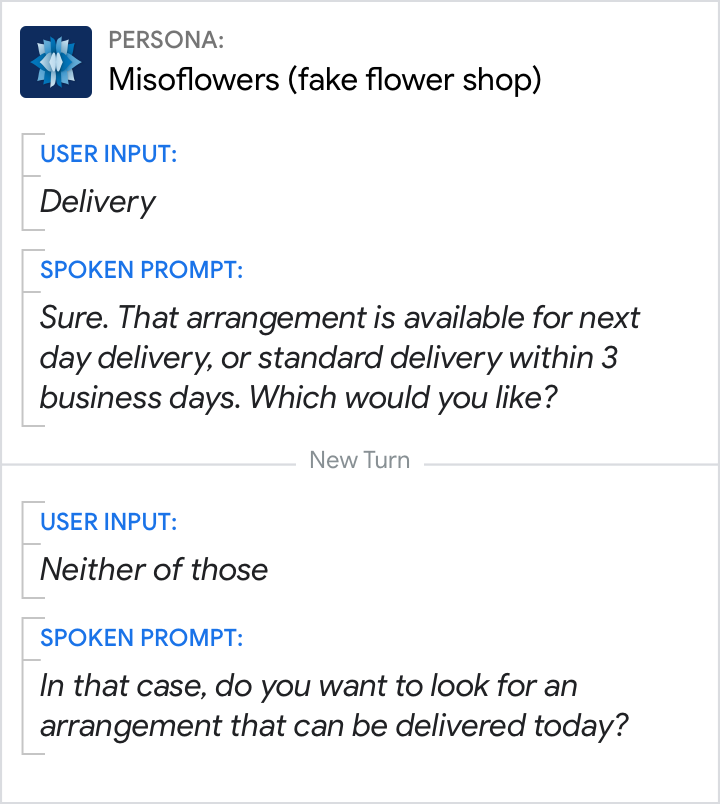 PERSONA:
Misoflowers (fake flower shop)
USER INPUT:
Delivery
SPOKEN PROMPT:
Sure. That arrangement is available for next
day delivery, or standard delivery within 3
business days. Which would you like?
New Turn
USER INPUT:
Neither of those
SPOKEN PROMPT:
In that case, do you want to look for an
arrangement that can be delivered today?